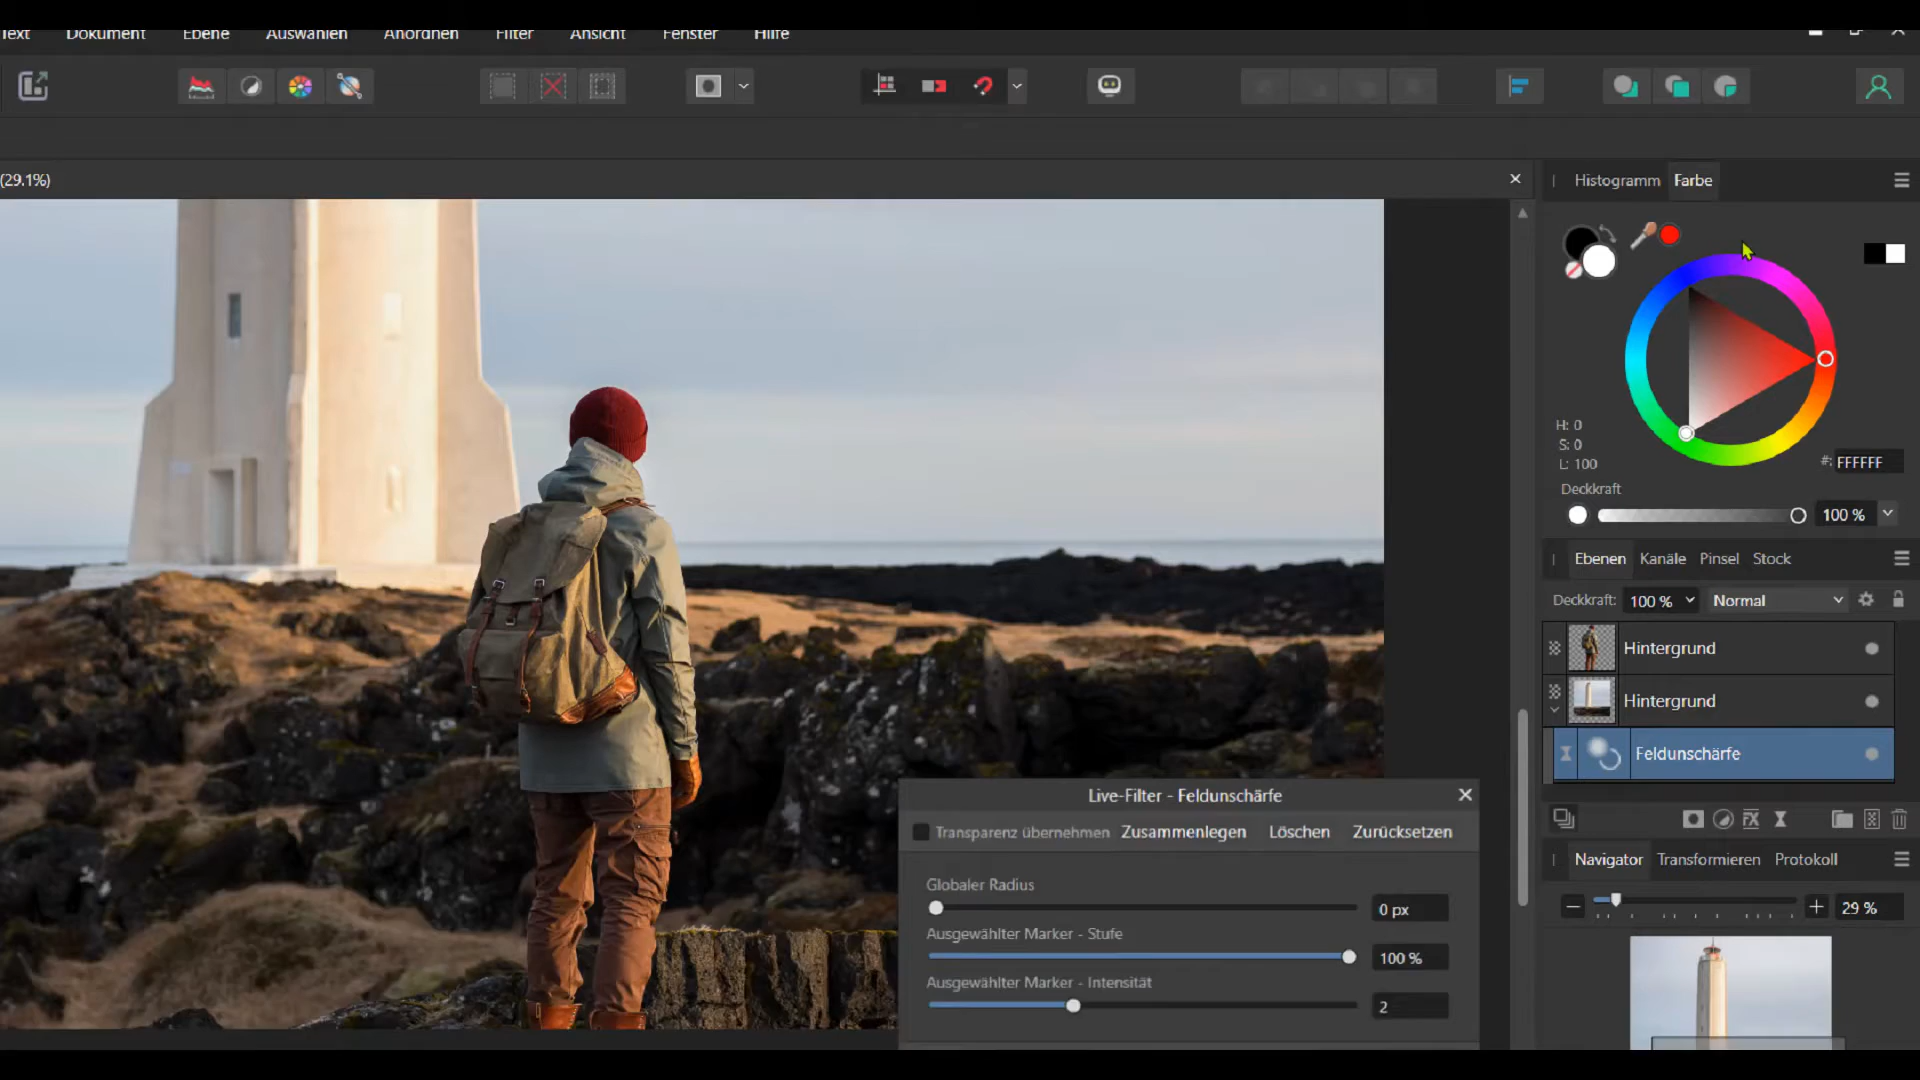 Text Dokument Ebene Auswählen Anordnen Filter Ansicht Fenster Hilfe
(29.1%)
Histogramm Farbe
H: 0
S: 0
L: 100
#: FFFFFF
Deckkraft
100 %
Ebenen Kanäle Pinsel Stock
Deckkraft: 100 % Normal
Hintergrund
Hintergrund
Feldunschärfe
FX
Live-Filter - Feldunschärfe
Transparenz übernehmen Zusammenlegen Löschen Zurücksetzen
Globaler Radius
0 px
Ausgewählter Marker - Stufe
100 %
Ausgewählter Marker - Intensität
2
Navigator Transformieren Protokoll
29 %